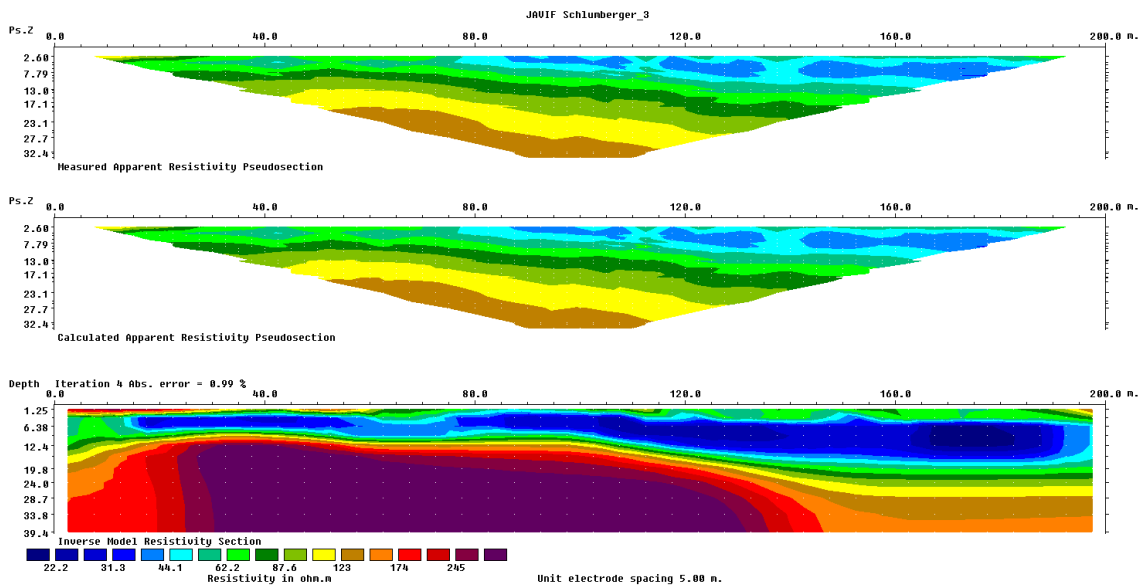 JAVIF Schlumberger_3
Ps.Z 0.0 40.0 80.0 120.0 160.0 200.0 m.
2.60
7.79
13.0
17.1
23.1
27.7
32.4
Measured Apparent Resistivity Pseudosection
Ps.Z 0.0 40.0 80.0 120.0 160.0 200.0 m.
2.60
7.79
13.0
17.1
23.1
27.7
32.4
Calculated Apparent Resistivity Pseudosection
Depth Iteration 4 Abs. error = 0.99 %
0.0 40.0 80.0 120.0 160.0 200.0 m.
1.25
6.38
12.4
19.8
24.0
28.7
33.8
39.4
Inverse Model Resistivity Section
22.2 31.3 44.1 62.2 87.6 123 174 245
Resistivity in ohm.m
Unit electrode spacing 5.00 m.